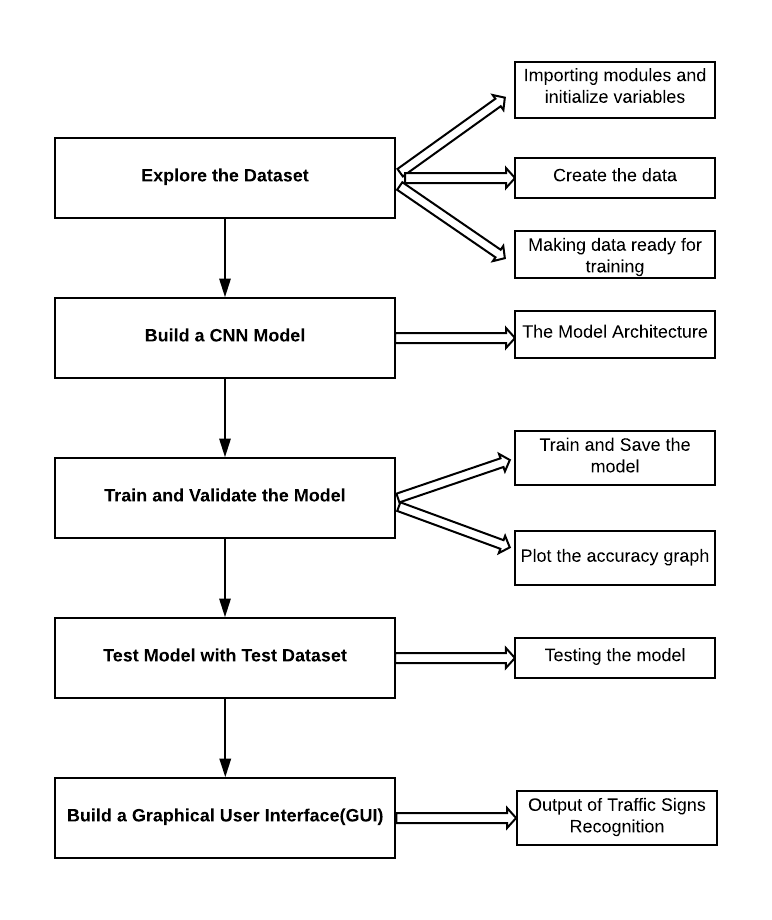 Importing modules and
initialize variables
Explore the Dataset
Create the data
Making data ready for
training
Build a CNN Model
The Model Architecture
Train and Save the
model
Train and Validate the Model
Plot the accuracy graph
Test Model with Test Dataset
Testing the model
Build a Graphical User Interface(GUI)
Output of Traffic Signs
Recognition